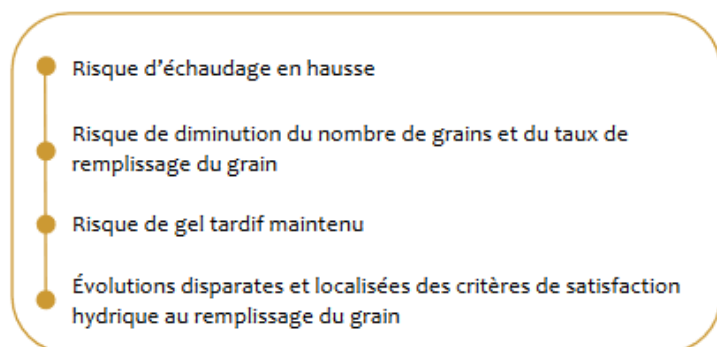 Risque d'échaudage en hausse
Risque de diminution du nombre de grains et du taux de
remplissage du grain
Risque de gel tardif maintenu
Évolutions disparates et localisées des critères de satisfaction
hydrique au remplissage du grain